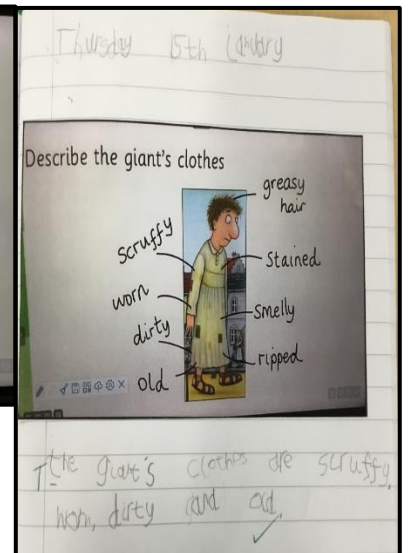 Thursday 15th january
Describe the giant's clothes
greasy
hair
scruffy
Stained
worn
smelly
dirty
ripped
old
The giant's clothes are scruffy,
worn, dirty and old.